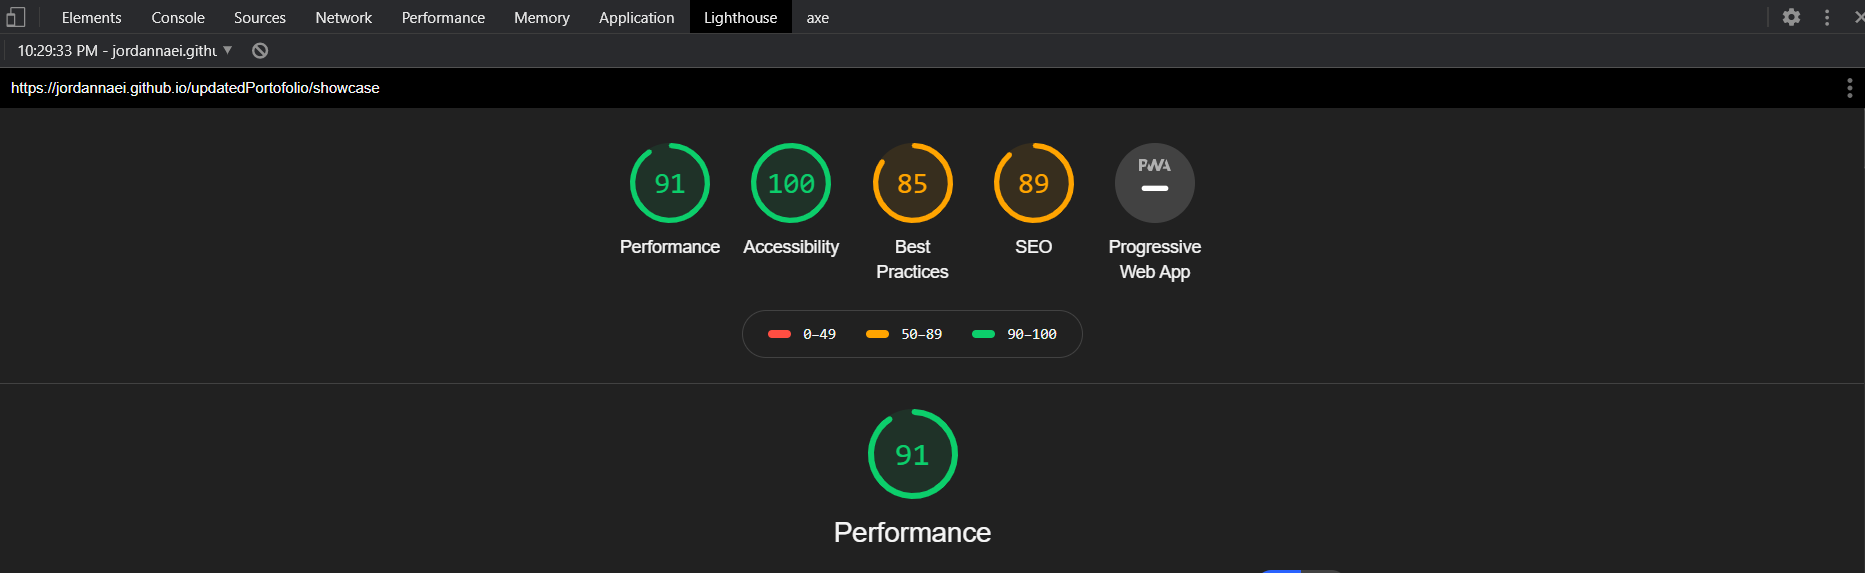 Elements Console Sources Network Performance Memory Application Lighthouse axe
10:29:33 PM - jordannaei.githu
https://jordannaei.github.io/updatedPortofolio/showcase
91 100 85 89 PWA
Performance Accessibility Best Practices SEO Progressive Web App
0–49 50–89 90–100
91
Performance